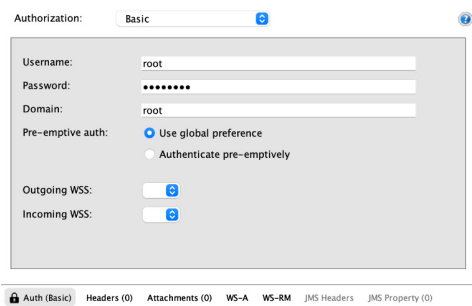 Authorization: Basic
Username: root
Password: ••••••••
Domain: root
Pre-emptive auth: Use global preference
Authenticate pre-emptively
Outgoing WSS:
Incoming WSS:
Auth (Basic) Headers (0) Attachments (0) WS-A WS-RM JMS Headers JMS Property (0)